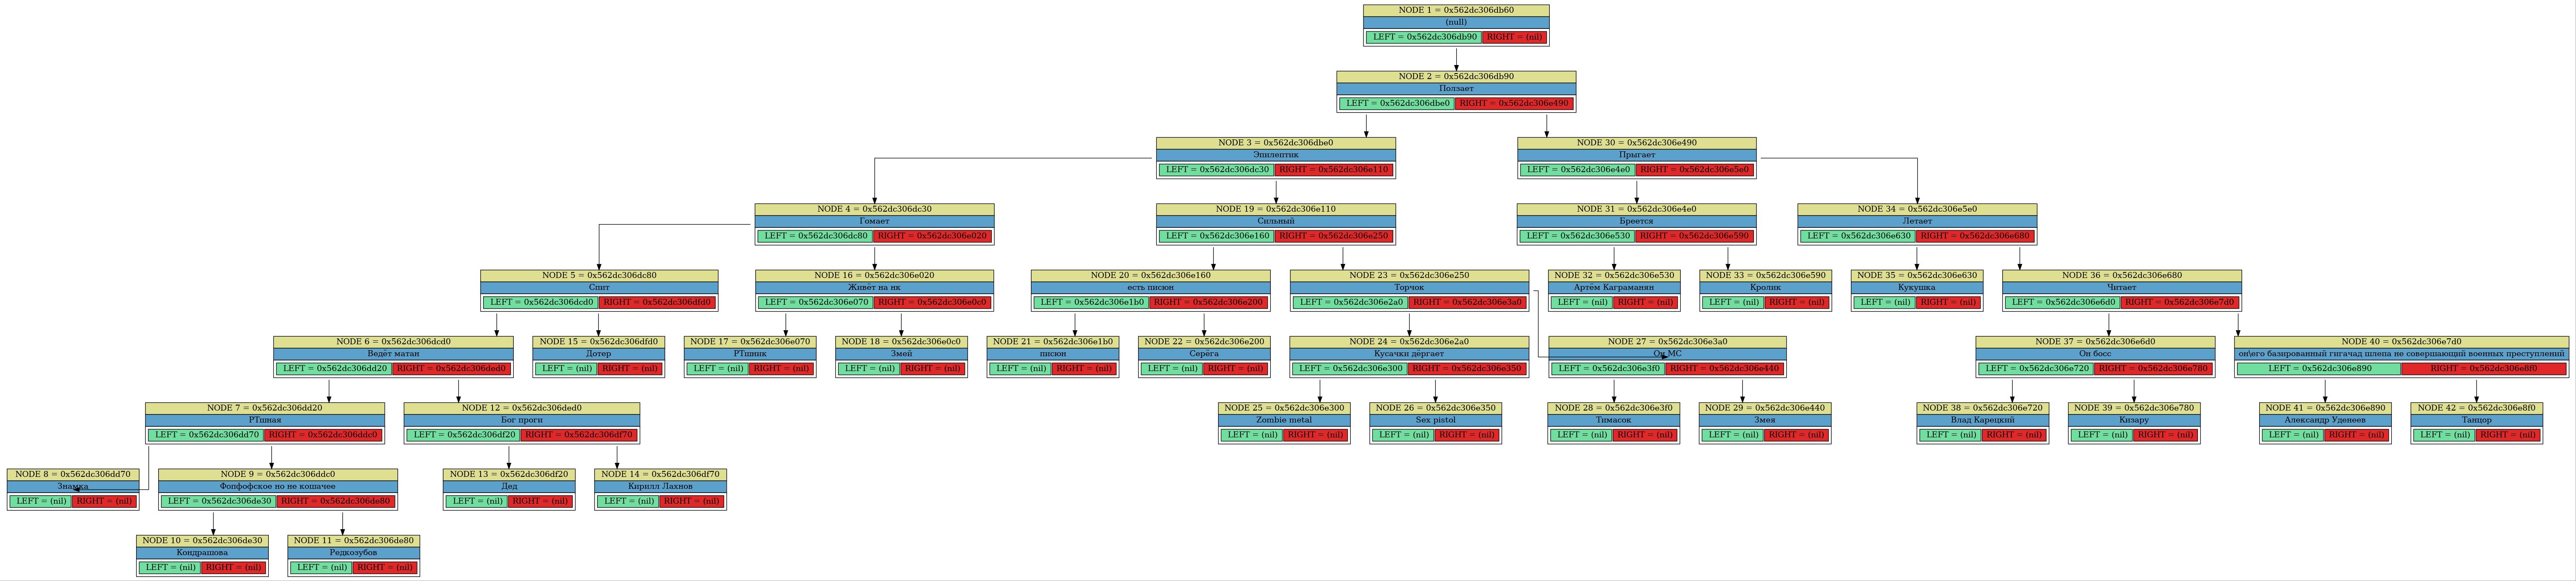 NODE 1 = 0x562dc306db60
(null)
LEFT = 0x562dc306db90 RIGHT = (nil)
NODE 2 = 0x562dc306db90
Ползает
LEFT = 0x562dc306dbe0 RIGHT = 0x562dc306e490
NODE 3 = 0x562dc306dbe0
Эпилептик
LEFT = 0x562dc306dc30 RIGHT = 0x562dc306e110
NODE 30 = 0x562dc306e490
Прыгает
LEFT = 0x562dc306e4e0 RIGHT = 0x562dc306e5e0
NODE 4 = 0x562dc306dc30
Гомает
LEFT = 0x562dc306dc80 RIGHT = 0x562dc306e020
NODE 19 = 0x562dc306e110
Сильный
LEFT = 0x562dc306e160 RIGHT = 0x562dc306e250
NODE 31 = 0x562dc306e4e0
Бреется
LEFT = 0x562dc306e530 RIGHT = 0x562dc306e590
NODE 34 = 0x562dc306e5e0
Летает
LEFT = 0x562dc306e630 RIGHT = 0x562dc306e680
NODE 5 = 0x562dc306dc80
Спит
LEFT = 0x562dc306dcd0 RIGHT = 0x562dc306dfd0
NODE 16 = 0x562dc306e020
Живёт на нк
LEFT = 0x562dc306e070 RIGHT = 0x562dc306e0c0
NODE 20 = 0x562dc306e160
есть писюн
LEFT = 0x562dc306e1b0 RIGHT = 0x562dc306e200
NODE 23 = 0x562dc306e250
Торчок
LEFT = 0x562dc306e2a0 RIGHT = 0x562dc306e3a0
NODE 32 = 0x562dc306e530
Артём Каграманян
LEFT = (nil) RIGHT = (nil)
NODE 33 = 0x562dc306e590
Кролик
LEFT = (nil) RIGHT = (nil)
NODE 35 = 0x562dc306e630
Кукушка
LEFT = (nil) RIGHT = (nil)
NODE 36 = 0x562dc306e680
Читает
LEFT = 0x562dc306e6d0 RIGHT = 0x562dc306e7d0
NODE 6 = 0x562dc306dcd0
Ведёт матан
LEFT = 0x562dc306dd20 RIGHT = 0x562dc306ded0
NODE 15 = 0x562dc306dfd0
Дотер
LEFT = (nil) RIGHT = (nil)
NODE 17 = 0x562dc306e070
РТшник
LEFT = (nil) RIGHT = (nil)
NODE 18 = 0x562dc306e0c0
Змей
LEFT = (nil) RIGHT = (nil)
NODE 21 = 0x562dc306e1b0
писюн
LEFT = (nil) RIGHT = (nil)
NODE 22 = 0x562dc306e200
Серёга
LEFT = (nil) RIGHT = (nil)
NODE 24 = 0x562dc306e2a0
Кусачки дёргает
LEFT = 0x562dc306e300 RIGHT = 0x562dc306e350
NODE 27 = 0x562dc306e3a0
Он МС
LEFT = 0x562dc306e3f0 RIGHT = 0x562dc306e440
NODE 37 = 0x562dc306e6d0
Он босс
LEFT = 0x562dc306e720 RIGHT = 0x562dc306e780
NODE 40 = 0x562dc306e7d0
он\его базированный гигачад шлепа не совершающий военных преступлений
LEFT = 0x562dc306e890 RIGHT = 0x562dc306e8f0
NODE 7 = 0x562dc306dd20
РТшная
LEFT = 0x562dc306dd70 RIGHT = 0x562dc306ddc0
NODE 12 = 0x562dc306ded0
Бог прогн
LEFT = 0x562dc306df20 RIGHT = 0x562dc306df70
NODE 25 = 0x562dc306e300
Zombie metal
LEFT = (nil) RIGHT = (nil)
NODE 26 = 0x562dc306e350
Sex pistol
LEFT = (nil) RIGHT = (nil)
NODE 28 = 0x562dc306e3f0
Тимасок
LEFT = (nil) RIGHT = (nil)
NODE 29 = 0x562dc306e440
Змея
LEFT = (nil) RIGHT = (nil)
NODE 38 = 0x562dc306e720
Влад Карецкий
LEFT = (nil) RIGHT = (nil)
NODE 39 = 0x562dc306e780
Кизару
LEFT = (nil) RIGHT = (nil)
NODE 41 = 0x562dc306e890
Александр Уденеев
LEFT = (nil) RIGHT = (nil)
NODE 42 = 0x562dc306e8f0
Танцор
LEFT = (nil) RIGHT = (nil)
NODE 8 = 0x562dc306dd70
Знамка
LEFT = (nil) RIGHT = (nil)
NODE 9 = 0x562dc306ddc0
Фопфофское но не кошачее
LEFT = 0x562dc306de30 RIGHT = 0x562dc306de80
NODE 13 = 0x562dc306df20
Дед
LEFT = (nil) RIGHT = (nil)
NODE 14 = 0x562dc306df70
Кирилл Лахнов
LEFT = (nil) RIGHT = (nil)
NODE 10 = 0x562dc306de30
Кондрашова
LEFT = (nil) RIGHT = (nil)
NODE 11 = 0x562dc306de80
Редкозубов
LEFT = (nil) RIGHT = (nil)